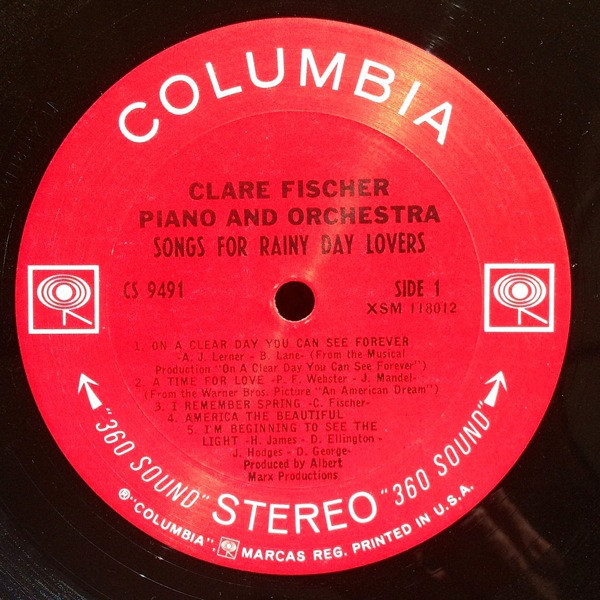 COLUMBIA
CLARE FISCHER
PIANO AND ORCHESTRA
SONGS FOR RAINY DAY LOVERS
CS 9491
SIDE 1
XSM 118012
1. ON A CLEAR DAY YOU CAN SEE FOREVER
-A. J. Lerner - B. Lane- (From the Musical
Production "On A Clear Day You Can See Forever")
2. A TIME FOR LOVE -P. F. Webster - J. Mandel-
(From the Warner Bros. Picture "An American Dream")
3. I REMEMBER SPRING -C. Fischer-
4. AMERICA THE BEAUTIFUL
5. I'M BEGINNING TO SEE THE
LIGHT -H. James - D. Ellington -
J. Hodges - D. George-
Produced by Albert
Marx Productions
"360 SOUND" STEREO "360 SOUND"
®"COLUMBIA", MARCAS REG. PRINTED IN U.S.A.